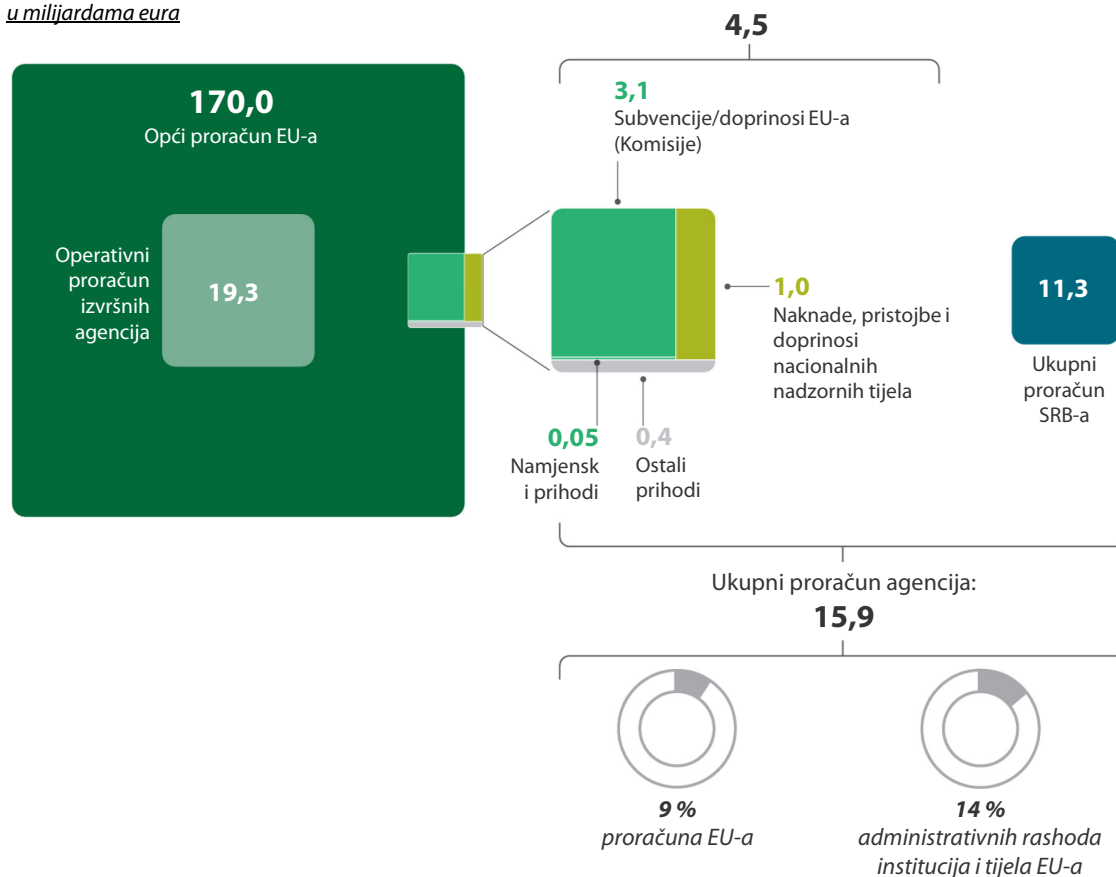 u milijardama eura
4,5
170,0
Opći proračun EU-a
3,1
Subvencije/doprinosi EU-a
(Komisije)
Operativni
proračun
izvršnih
agencija
19,3
1,0
Naknade, pristojbe i
doprinosi
nacionalnih
nadzornih tijela
11,3
Ukupni
proračun
SRB-a
0,05
Namjensk
i prihodi
0,4
Ostali
prihodi
Ukupni proračun agencija:
15,9
9 %
proračuna EU-a
14 %
administrativnih rashoda
institucija i tijela EU-a